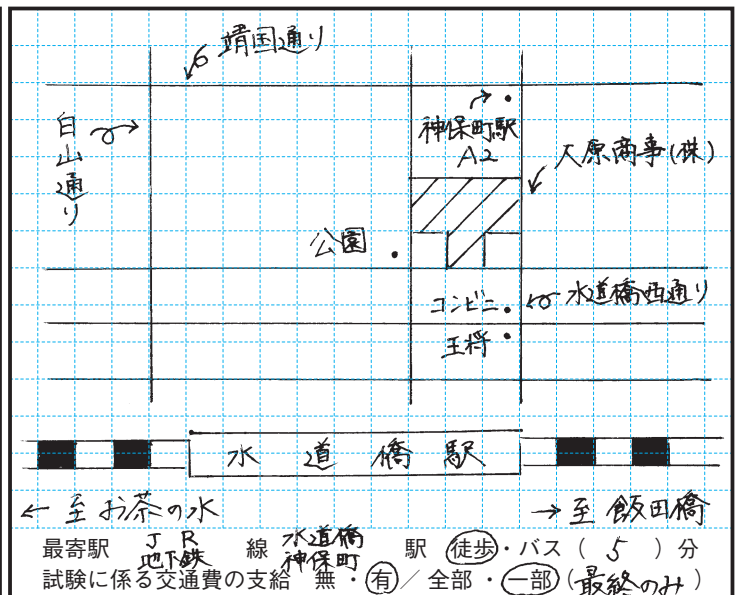 靖国通り
白山通り
神保町駅
A2
大原商事(株)
公園
コンビニ
水道橋西通り
王将
水道橋駅
← 至 お茶の水
→ 至 飯田橋
JR 水道橋
最寄駅 地下鉄 線 神保町 駅 徒歩・バス ( 5 ) 分
試験に係る交通費の支給 無・有/全部・一部(最終のみ)